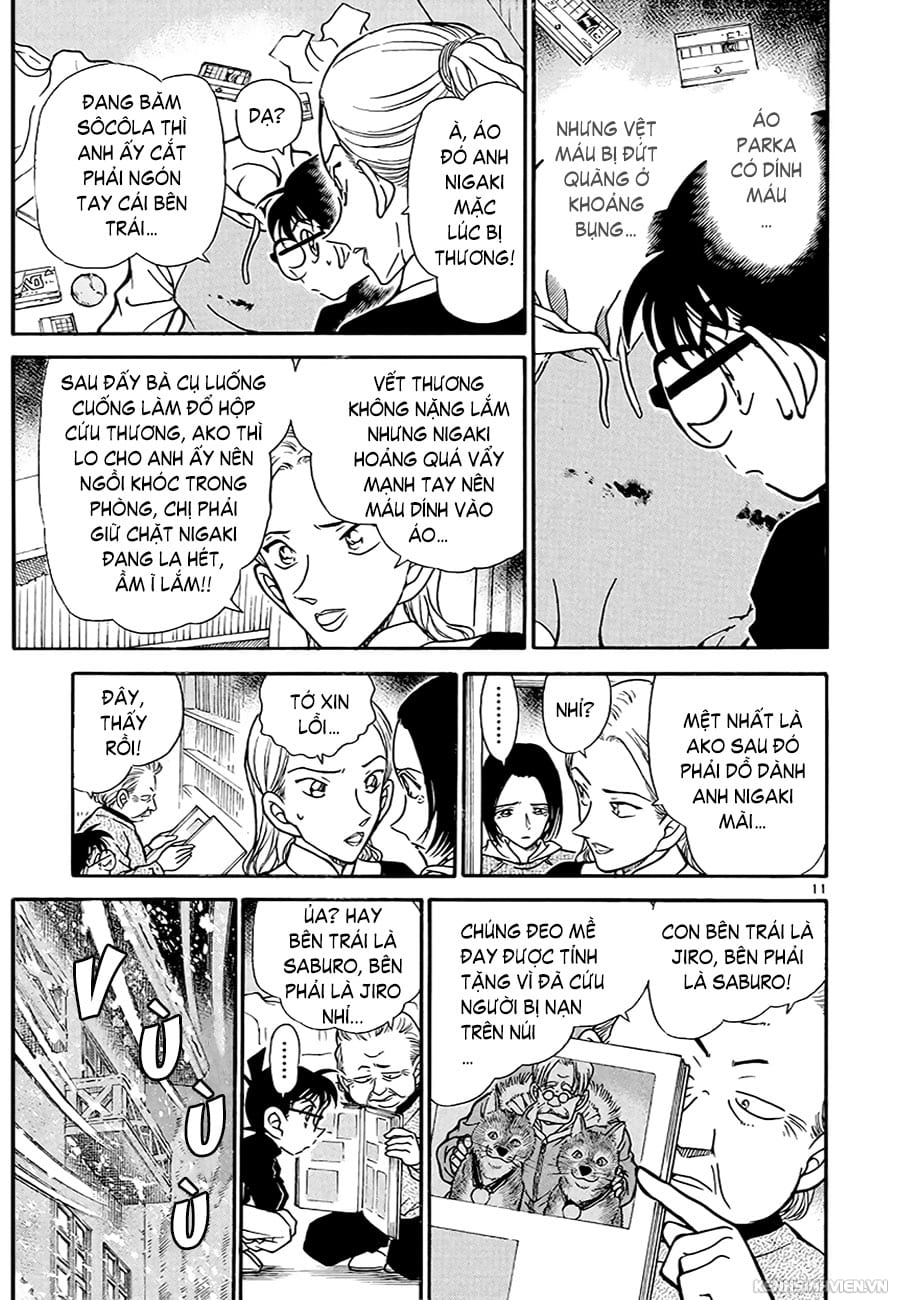 ÁO
PARKA
CÓ DÍNH
MÁU
...
NHƯNG VỆT
MÁU BỊ ĐỨT
QUÀNG Ở
KHOẢNG
BỤNG...
À, ÁO
ĐÓ ANH
NIGAKI
MẶC
LÚC BỊ
THƯƠNG!
DẠ?
ĐANG BĂM
SÔCÔLA THÌ
ANH ẤY CẮT
PHẢI NGÓN
TAY CÁI BÊN
TRÁI...
VẾT THƯƠNG
KHÔNG NẶNG LẮM
NHƯNG NIGAKI
HOẢNG QUÁ VẨY
MẠNH TAY NÊN
MÁU DÍNH VÀO
ÁO...
SAU ĐẤY BÀ CỤ LUỐNG
CUỐNG LÀM ĐỔ HỘP
CỨU THƯƠNG, AKO THÌ
LO CHO ANH ẤY NÊN
NGỒI KHÓC TRONG
PHÒNG, CHỊ PHẢI
GIỮ CHẶT NIGAKI
ĐANG LA HÉT,
ẦM Ĩ LẮM!!
MỆT NHẤT LÀ
AKO SAU ĐÓ
PHẢI DỖ DÀNH
ANH NIGAKI
MÀI...
NHỈ?
........
TỚ XIN
LỖI...
ĐÂY,
THẤY
RỒI!
11
CON BÊN TRÁI LÀ
JIRO, BÊN PHẢI
LÀ SABURO!
CHÚNG ĐEO MỀ
ĐAY ĐƯỢC TỈNH
TẶNG VÌ ĐÃ CỨU
NGƯỜI BỊ NẠN
TRÊN NÚI
...
ỦA? HAY
BÊN TRÁI LÀ
SABURO, BÊN
PHẢI LÀ JIRO
NHỈ...
......
VÙÙÙÙ
KENHSINHVIEN.VN